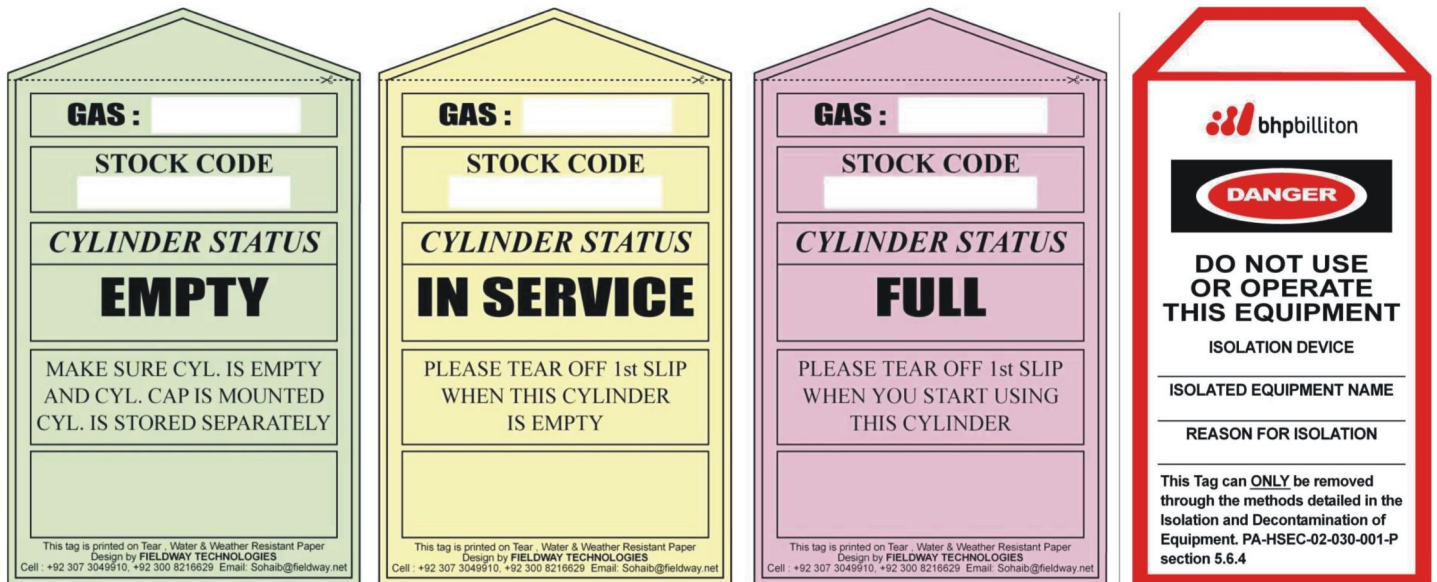 GAS :
STOCK CODE
CYLINDER STATUS
EMPTY
MAKE SURE CYL. IS EMPTY
AND CYL. CAP IS MOUNTED
CYL. IS STORED SEPARATELY
This tag is printed on Tear , Water & Weather Resistant Paper
Design by FIELDWAY TECHNOLOGIES
Cell : +92 307 3049910, +92 300 8216629 Email: Sohaib@fieldway.net
GAS :
STOCK CODE
CYLINDER STATUS
IN SERVICE
PLEASE TEAR OFF 1st SLIP
WHEN THIS CYLINDER
IS EMPTY
This tag is printed on Tear , Water & Weather Resistant Paper
Design by FIELDWAY TECHNOLOGIES
Cell : +92 307 3049910, +92 300 8216629 Email: Sohaib@fieldway.net
GAS :
STOCK CODE
CYLINDER STATUS
FULL
PLEASE TEAR OFF 1st SLIP
WHEN YOU START USING
THIS CYLINDER
This tag is printed on Tear , Water & Weather Resistant Paper
Design by FIELDWAY TECHNOLOGIES
Cell : +92 307 3049910, +92 300 8216629 Email: Sohaib@fieldway.net
bhpbilliton
DANGER
DO NOT USE
OR OPERATE
THIS EQUIPMENT
ISOLATION DEVICE
ISOLATED EQUIPMENT NAME
REASON FOR ISOLATION
This Tag can ONLY be removed
through the methods detailed in the
Isolation and Decontamination of
Equipment. PA-HSEC-02-030-001-P
section 5.6.4